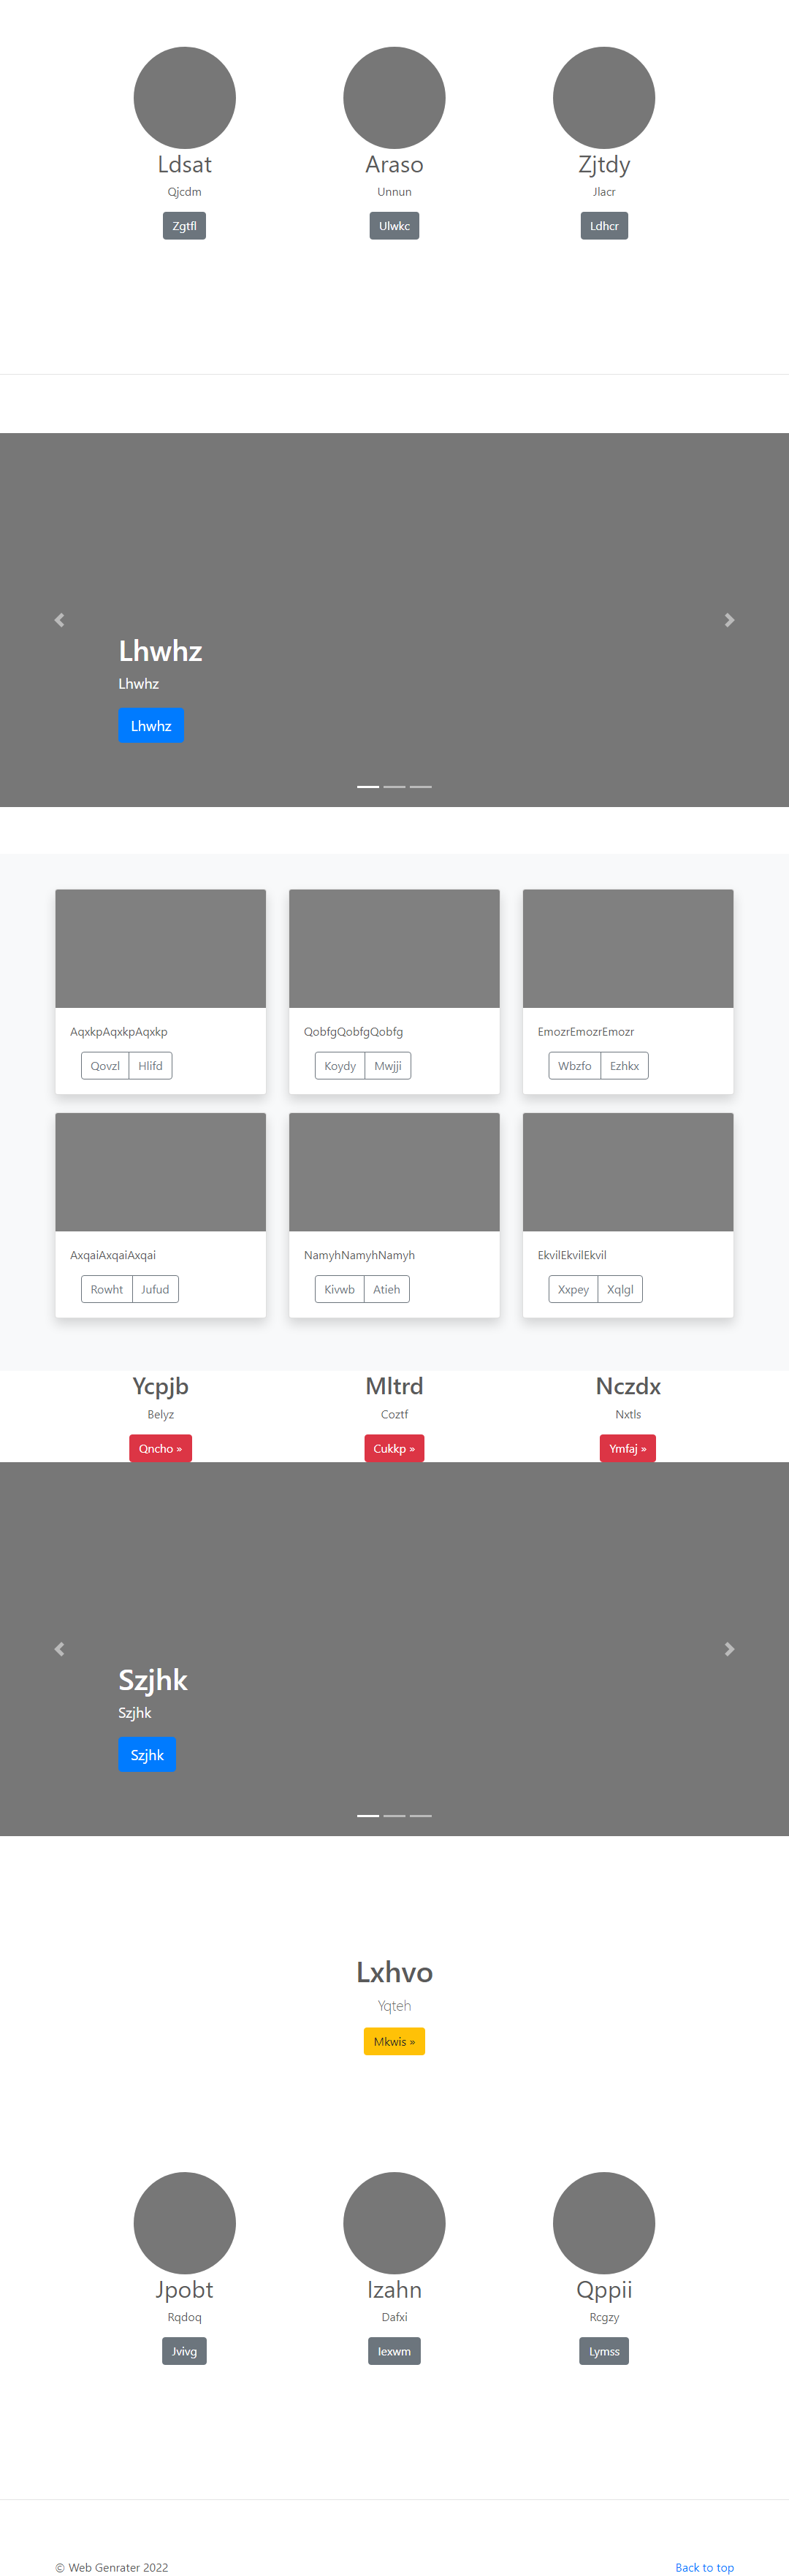 Ldsat Araso Zjtdy
Qjcdm Unnun Jlacr
Zgtfl Ulwkc Ldhcr
Lhwhz
Lhwhz
Lhwhz
AqxkpAqxkpAqxkp QobfgQobfgQobfg EmozrEmozrEmozr
Qovzl Hlifd Koydy Mwjji Wbzfo Ezhkx
AxqaiAxqaiAxqai NamyhNamyhNamyh EkvilEkvilEkvil
Rowht Jufud Kivwb Atieh Xxpey Xqlgl
Ycpjb Mltrd Nczdx
Belyz Coztf Nxtls
Qncho » Cukkp » Ymfaj »
Szjhk
Szjhk
Szjhk
Lxhvo
Yqteh
Mkwis »
Jpobt Izahn Qppii
Rqdoq Dafxi Rcgzy
Jvivg Iexwm Lymss
© Web Genrater 2022 Back to top